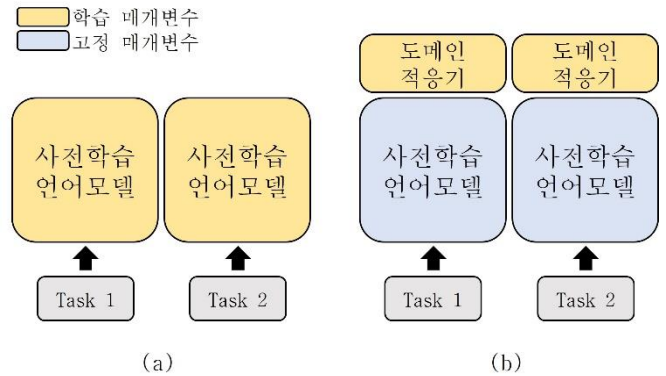 학습 매개변수
고정 매개변수
사전학습
언어모델
사전학습
언어모델
Task 1
Task 2
(a)
도메인
적응기
도메인
적응기
사전학습
언어모델
사전학습
언어모델
Task 1
Task 2
(b)